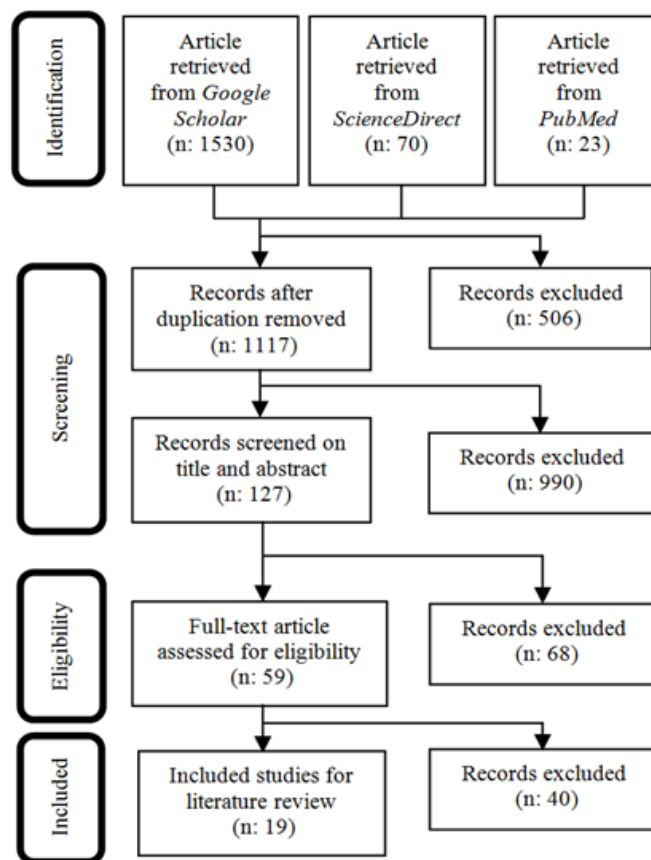 Identification
Article
retrieved
from Google
Scholar
(n: 1530)
Article
retrieved
from
ScienceDirect
(n: 70)
Article
retrieved
from
PubMed
(n: 23)
Screening
Records after
duplication removed
(n: 1117)
Records excluded
(n: 506)
Records screened on
title and abstract
(n: 127)
Records excluded
(n: 990)
Eligibility
Full-text article
assessed for eligibility
(n: 59)
Records excluded
(n: 68)
Included
Included studies for
literature review
(n: 19)
Records excluded
(n: 40)